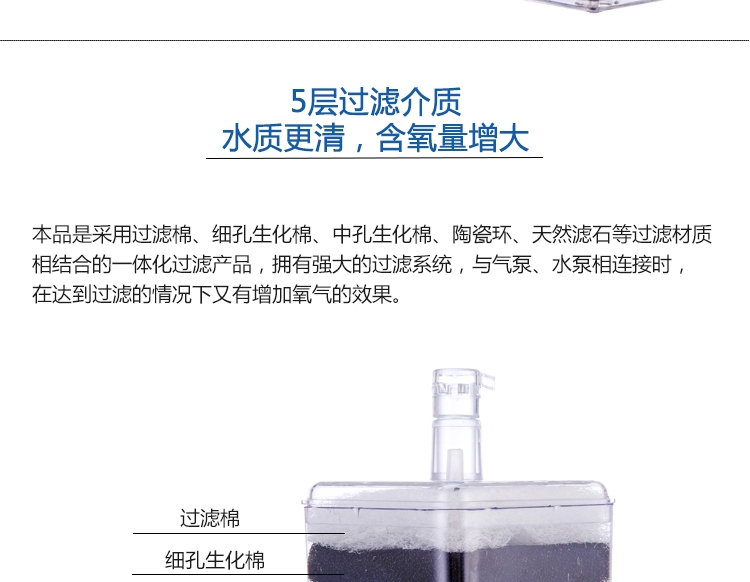 5层过滤介质
水质更清，含氧量增大
本品是采用过滤棉、细孔生化棉、中孔生化棉、陶瓷环、天然滤石等过滤材质
相结合的一体化过滤产品，拥有强大的过滤系统，与气泵、水泵相连接时，
在达到过滤的情况下又有增加氧气的效果。
过滤棉
细孔生化棉